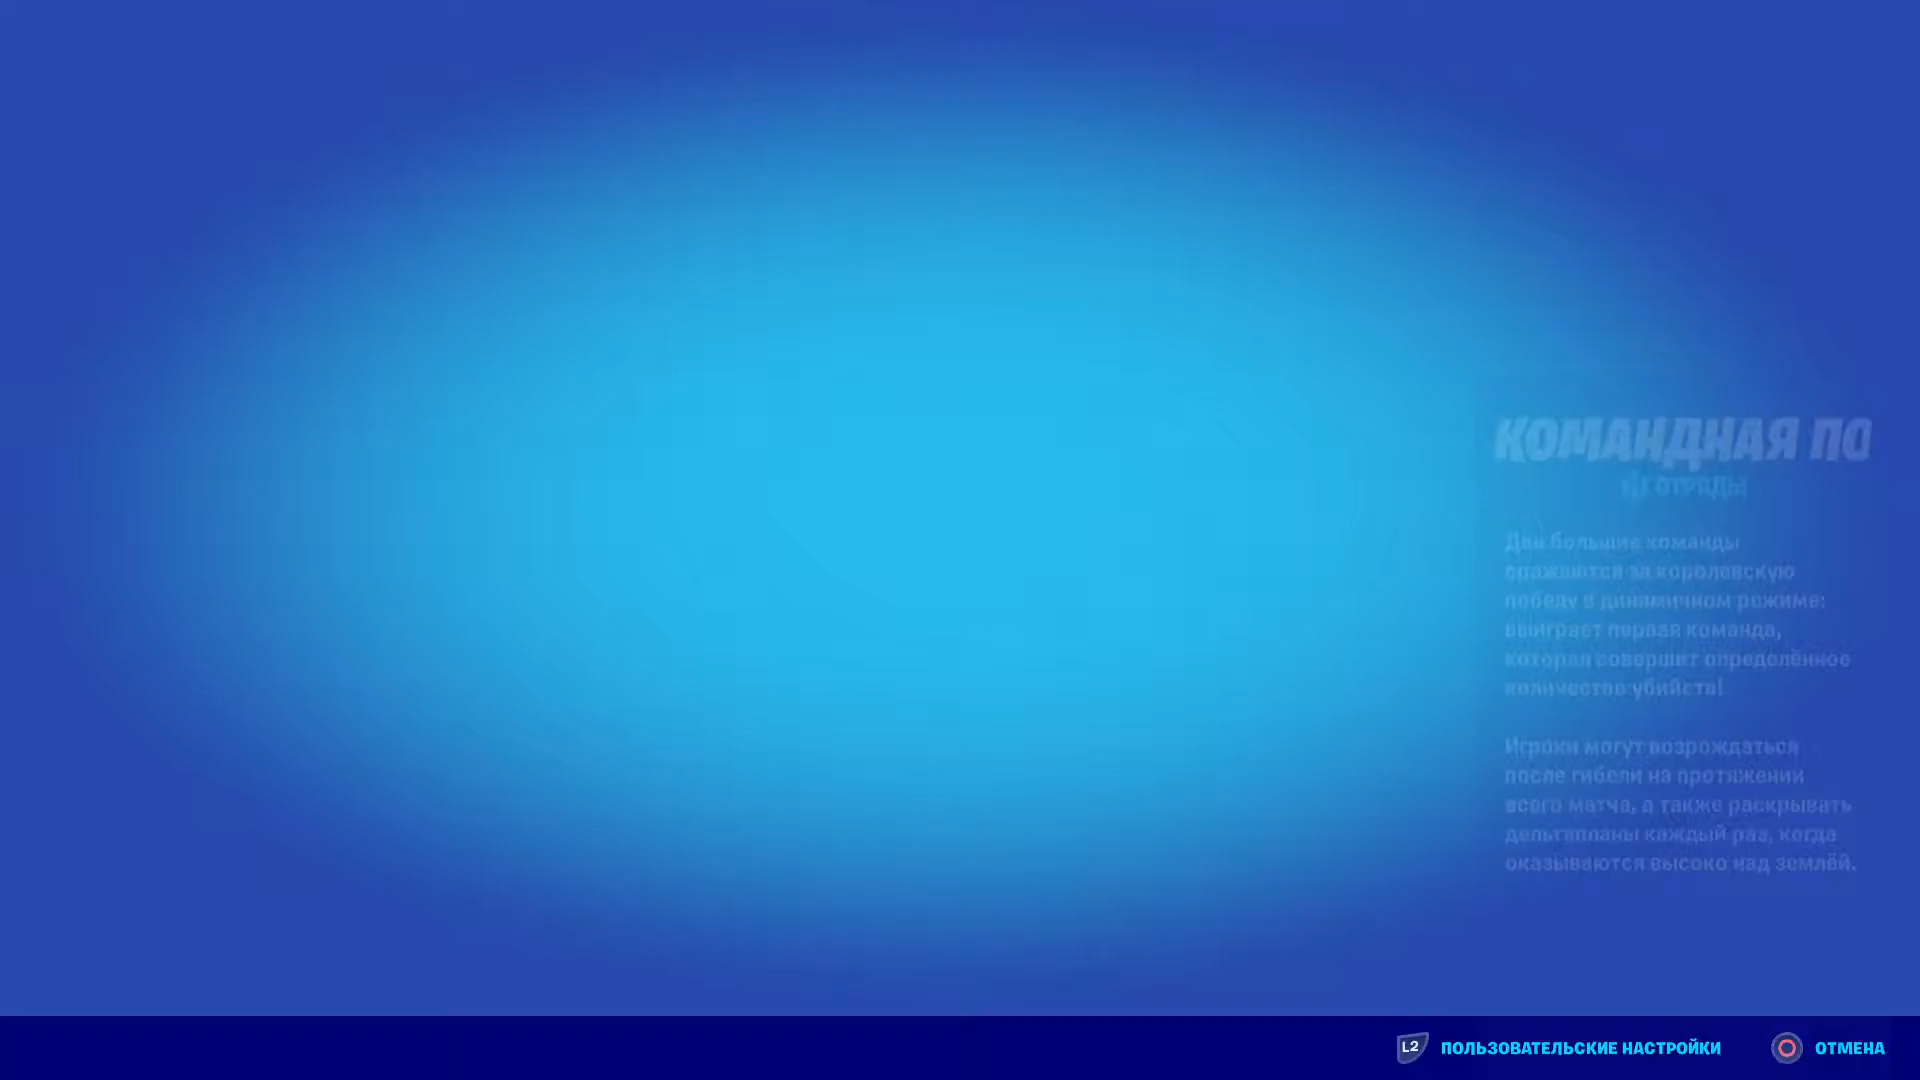 КОМАНДНАЯ ПО
ОТРЯДЫ
Две большие команды
сражаются за королевскую
победу в динамичном режиме:
выиграет первая команда,
которая совершит определённое
количество убийств!
Игроки могут возрождаться
после гибели на протяжении
всего матча, а также раскрывать
дельтапланы каждый раз, когда
оказываются высоко над землёй.
L2 ПОЛЬЗОВАТЕЛЬСКИЕ НАСТРОЙКИ
ОТМЕНА